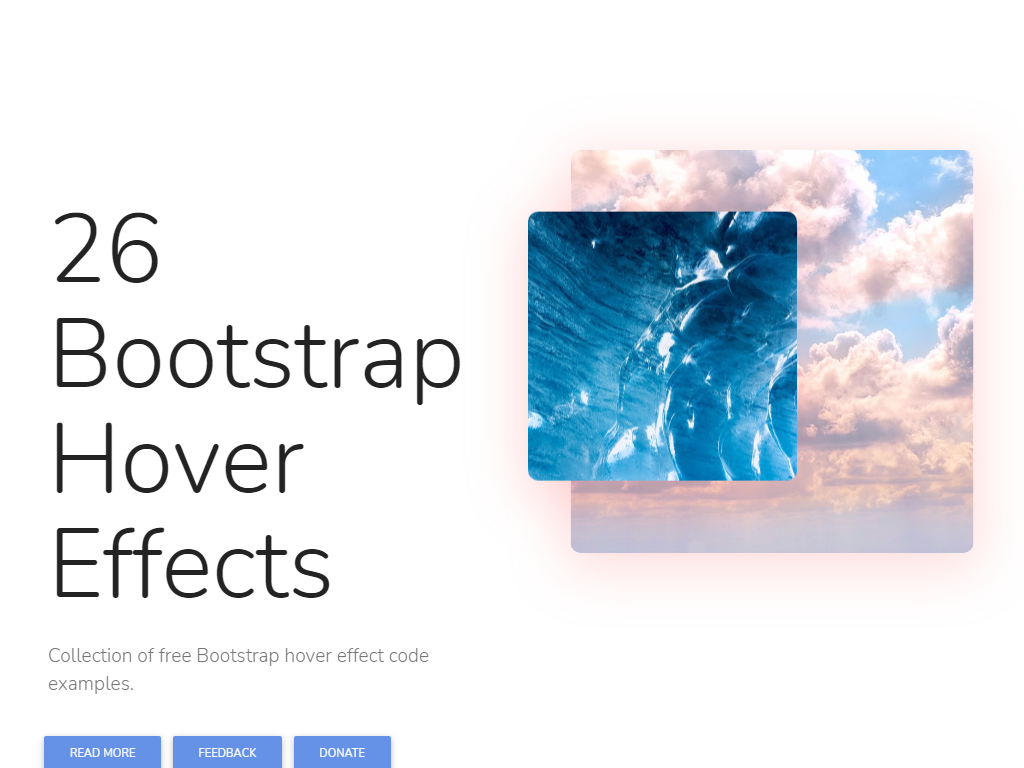 26
Bootstrap
Hover
Effects
Collection of free Bootstrap hover effect code
examples.
READ MORE
FEEDBACK
DONATE